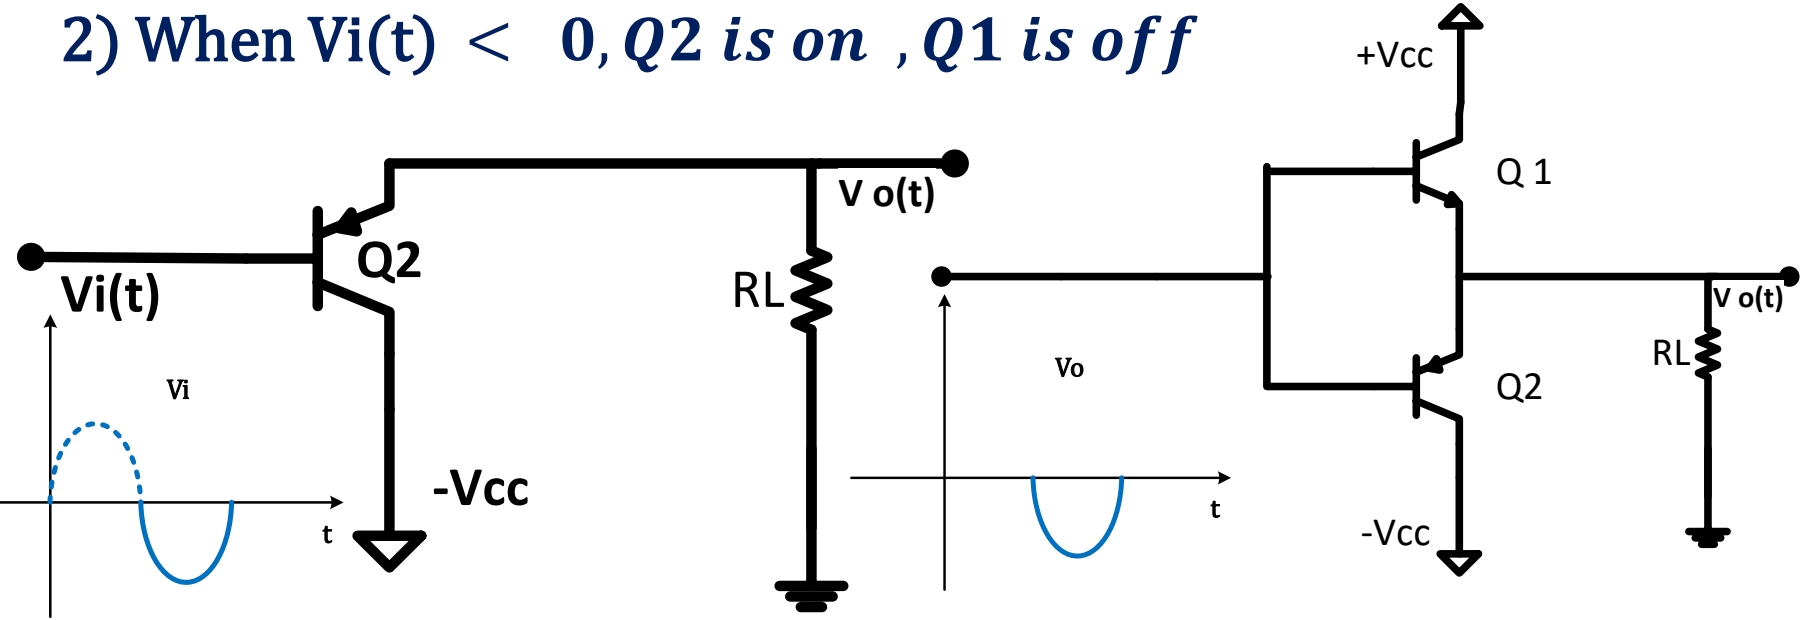 2) When Vi(t) < 0, Q2 is on , Q1 is off
Vi(t)
Q2
V o(t)
RL
-Vcc
Vi
t
+Vcc
Q 1
V o(t)
RL
Q2
-Vcc
Vo
t